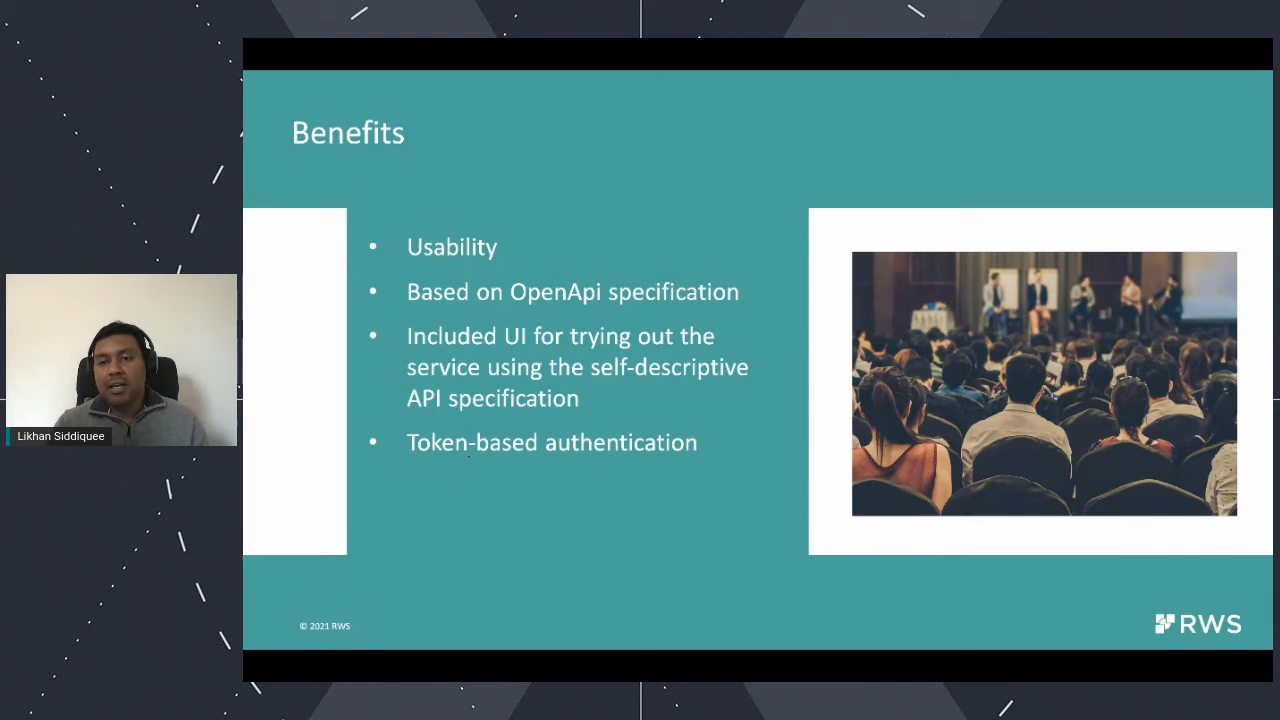 Benefits
• Usability
• Based on OpenApi specification
• Included UI for trying out the
service using the self-descriptive
API specification
• Token-based authentication
Likhan Siddiquee
© 2021 RWS
RWS